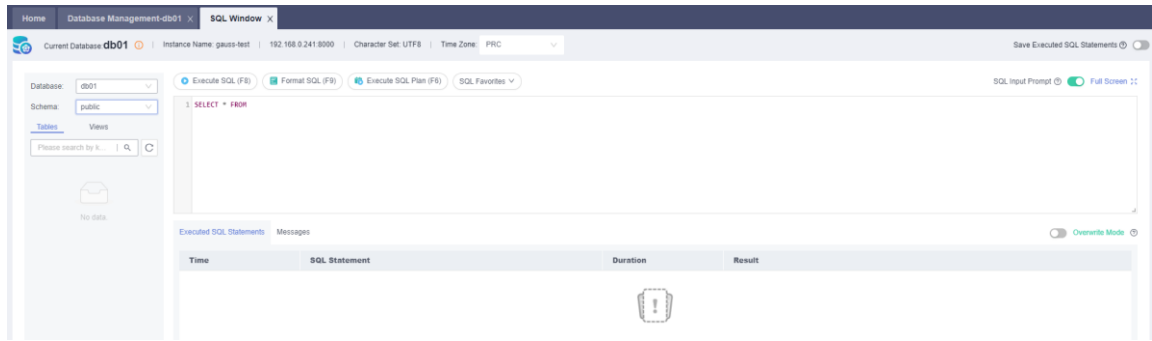 Home Database Management-db01 × SQL Window ×
Current Database: db01 | Instance Name: gauss-test | 192.168.0.241:8000 | Character Set: UTF8 | Time Zone: PRC Save Executed SQL Statements
Database: db01 Execute SQL (F8) Format SQL (F9) Execute SQL Plan (F6) SQL Favorites SQL Input Prompt Full Screen
Schema: public 1 SELECT * FROM
Tables Views
Please search by k...
No data
Executed SQL Statements Messages Overwrite Mode
Time SQL Statement Duration Result